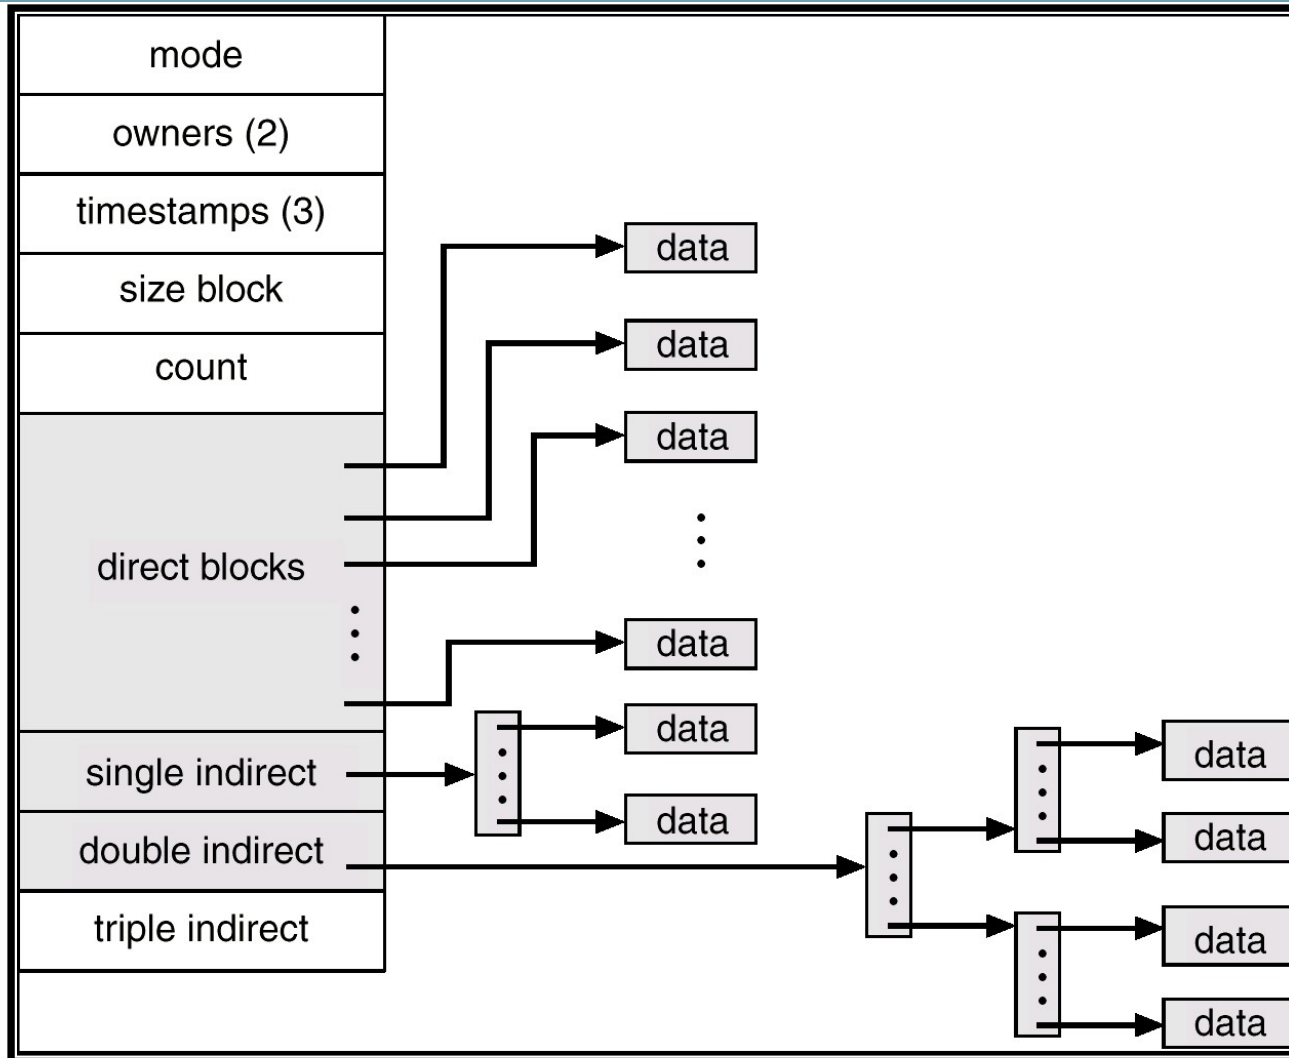 mode
owners (2)
timestamps (3)
size block
count
direct blocks
single indirect
double indirect
triple indirect
data
data
data
data
data
data
data
data
data
data